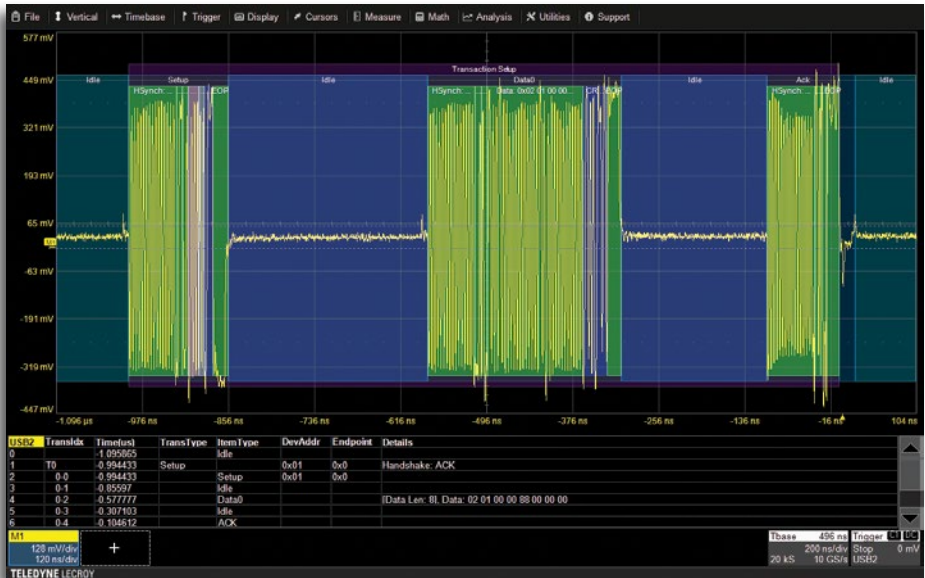 File Vertical Timebase Trigger Display Cursors Measure Math Analysis Utilities Support
577 mV
Transaction Setup
449 mV Idle Setup Idle Data0 Idle Ack Idle
HSynch: ... EOP HSynch: ... Data: 0x02 01 00 00... HSynch: ...
321 mV
193 mV
65 mV
-63 mV
-191 mV
-319 mV
-447 mV
-1.096 µs -976 ns -856 ns -736 ns -616 ns -496 ns -376 ns -256 ns -136 ns -16 ns 104 ns
USB2 TransIdx Time(us) TransType ItemType DevAddr Endpoint Details
0 -1.095865 Idle
1 T0 -0.994433 Setup 0x01 0x0 Handshake: ACK
2 0-0 -0.994433 Setup 0x01 0x0
3 0-1 -0.85597 Idle
4 0-2 -0.577777 Data0 [Data Len: 8], Data: 02 01 00 00 88 00 00 00
5 0-3 -0.307103 Idle
6 0-4 -0.104612 ACK
M1
128 mV/div
120 ns/div
+
Tbase 496 ns Trigger C1 DC
200 ns/div Stop 0 mV
20 kS 10 GS/s USB2
TELEDYNE LECROY